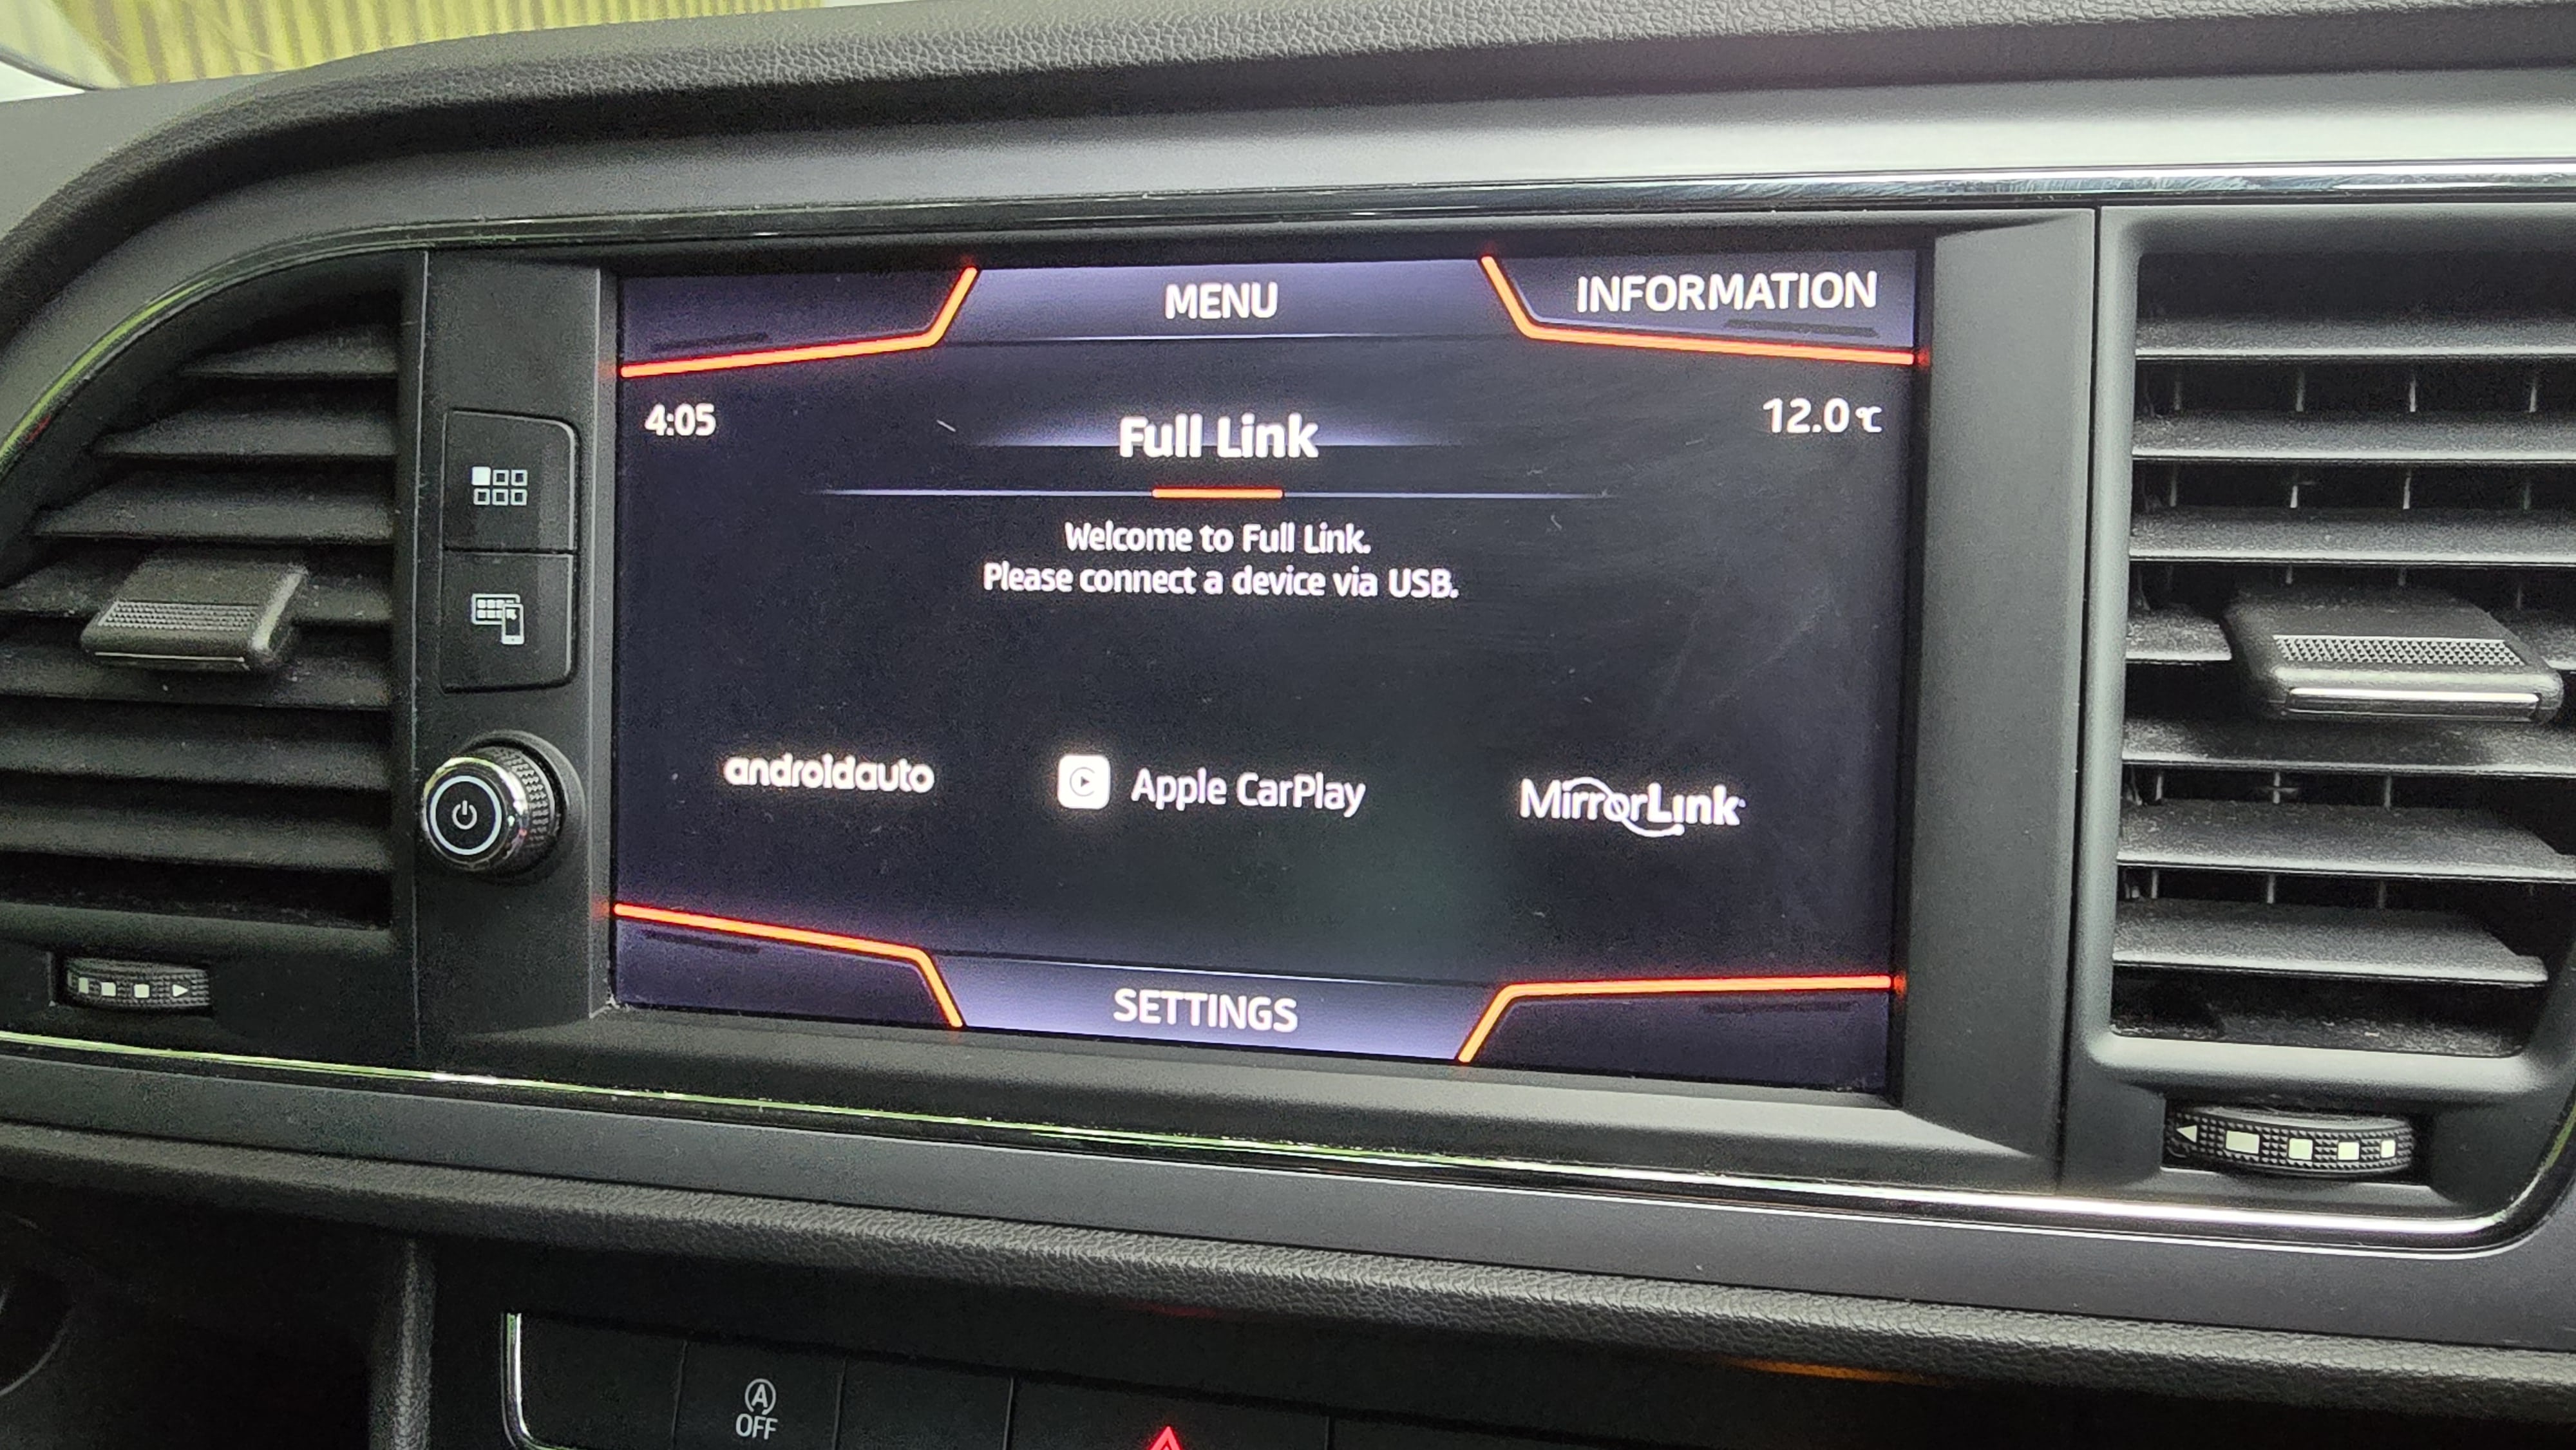 MENU
INFORMATION
4:05
12.0℃
Full Link
Welcome to Full Link.
Please connect a device via USB.
androidauto
Apple CarPlay
MirrorLink
SETTINGS
A
OFF